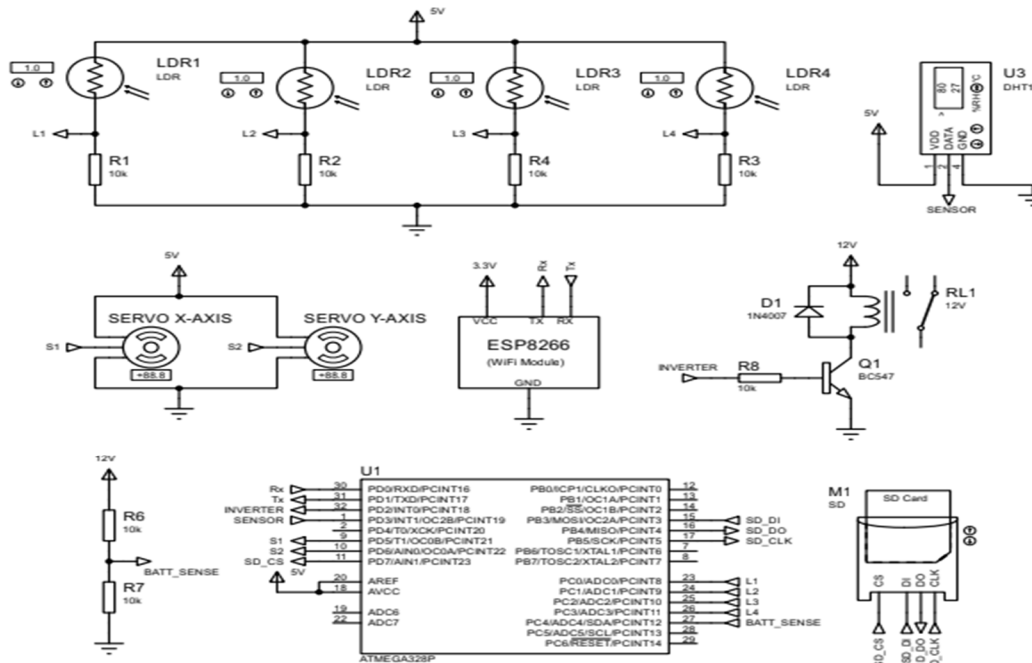 5V
LDR1
LDR
1.0
L1
R1
10k
LDR2
LDR
1.0
L2
R2
10k
LDR3
LDR
1.0
L3
R4
10k
LDR4
LDR
1.0
L4
R3
10k
U3
DHT1
80
27
%RH
°C
>
5V
VDD
DATA
GND
1
2
4
SENSOR
5V
SERVO X-AXIS
S1
+88.8
SERVO Y-AXIS
S2
+88.8
3.3V
Rx
Tx
VCC
TX
RX
ESP8266
(WiFi Module)
GND
12V
D1
1N4007
RL1
12V
INVERTER
R8
10k
Q1
BC547
12V
R6
10k
BATT_SENSE
R7
10k
U1
Rx 30 PD0/RXD/PCINT16
Tx 31 PD1/TXD/PCINT17
INVERTER 32 PD2/INT0/PCINT18
SENSOR 1 PD3/INT1/OC2B/PCINT19
2 PD4/T0/XCK/PCINT20
S1 9 PD5/T1/OC0B/PCINT21
S2 10 PD6/AIN0/OC0A/PCINT22
SD_CS 11 PD7/AIN1/PCINT23
5V
20 AREF
18 AVCC
19 ADC6
22 ADC7
PB0/ICP1/CLKO/PCINT0 12
PB1/OC1A/PCINT1 13
PB2/SS/OC1B/PCINT2 14
PB3/MOSI/OC2A/PCINT3 15 SD_DI
PB4/MISO/PCINT4 16 SD_DO
PB5/SCK/PCINT5 17 SD_CLK
PB6/TOSC1/XTAL1/PCINT6 7
PB7/TOSC2/XTAL2/PCINT7 8
PC0/ADC0/PCINT8 23 L1
PC1/ADC1/PCINT9 24 L2
PC2/ADC2/PCINT10 25 L3
PC3/ADC3/PCINT11 26 L4
PC4/ADC4/SDA/PCINT12 27 BATT_SENSE
PC5/ADC5/SCL/PCINT13 28
PC6/RESET/PCINT14 29
ATMEGA328P
M1
SD
SD Card
CS
DI
DO
CLK
SD_DI